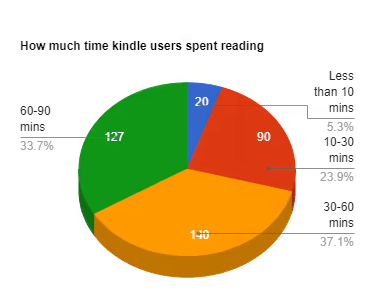 How much time kindle users spent reading
Less
than 10
mins
5.3%
10-30
mins
23.9%
30-60
mins
37.1%
60-90
mins
33.7%
20
90
140
127